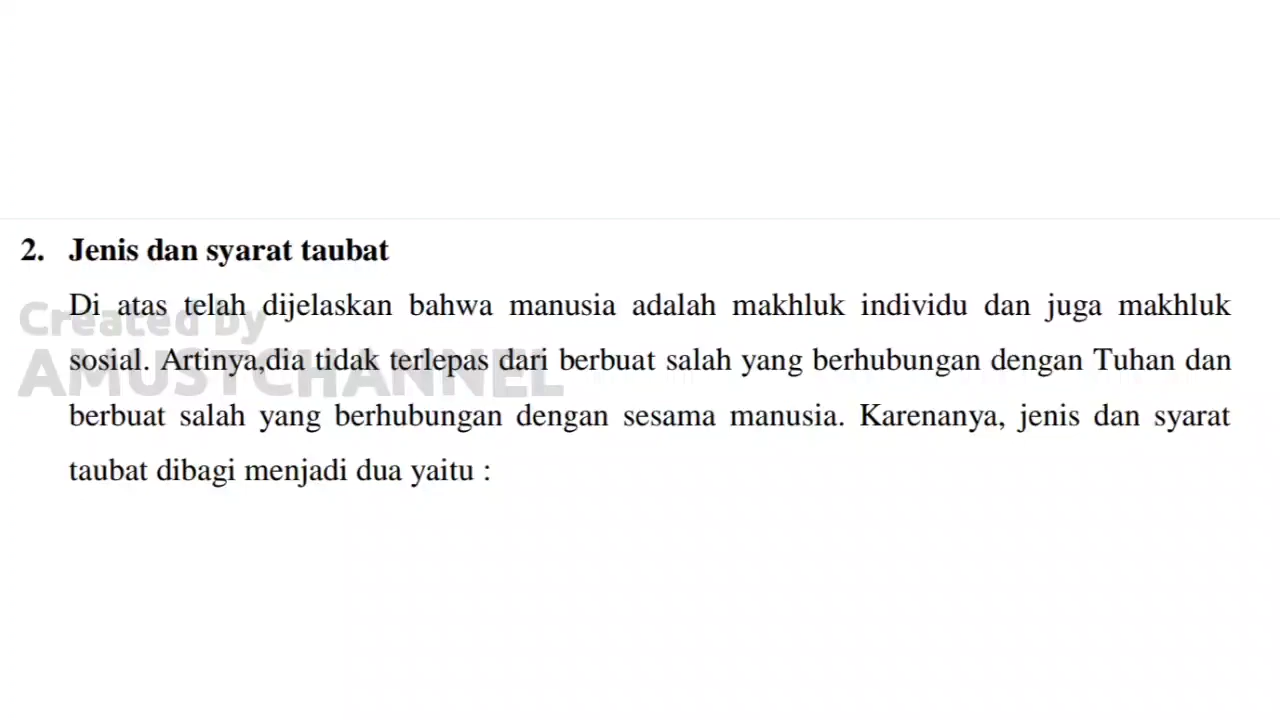 2. Jenis dan syarat taubat
Di atas telah dijelaskan bahwa manusia adalah makhluk individu dan juga makhluk
Created by
sosial. Artinya,dia tidak terlepas dari berbuat salah yang berhubungan dengan Tuhan dan
AMUSTCHANNEL
berbuat salah yang berhubungan dengan sesama manusia. Karenanya, jenis dan syarat
taubat dibagi menjadi dua yaitu :